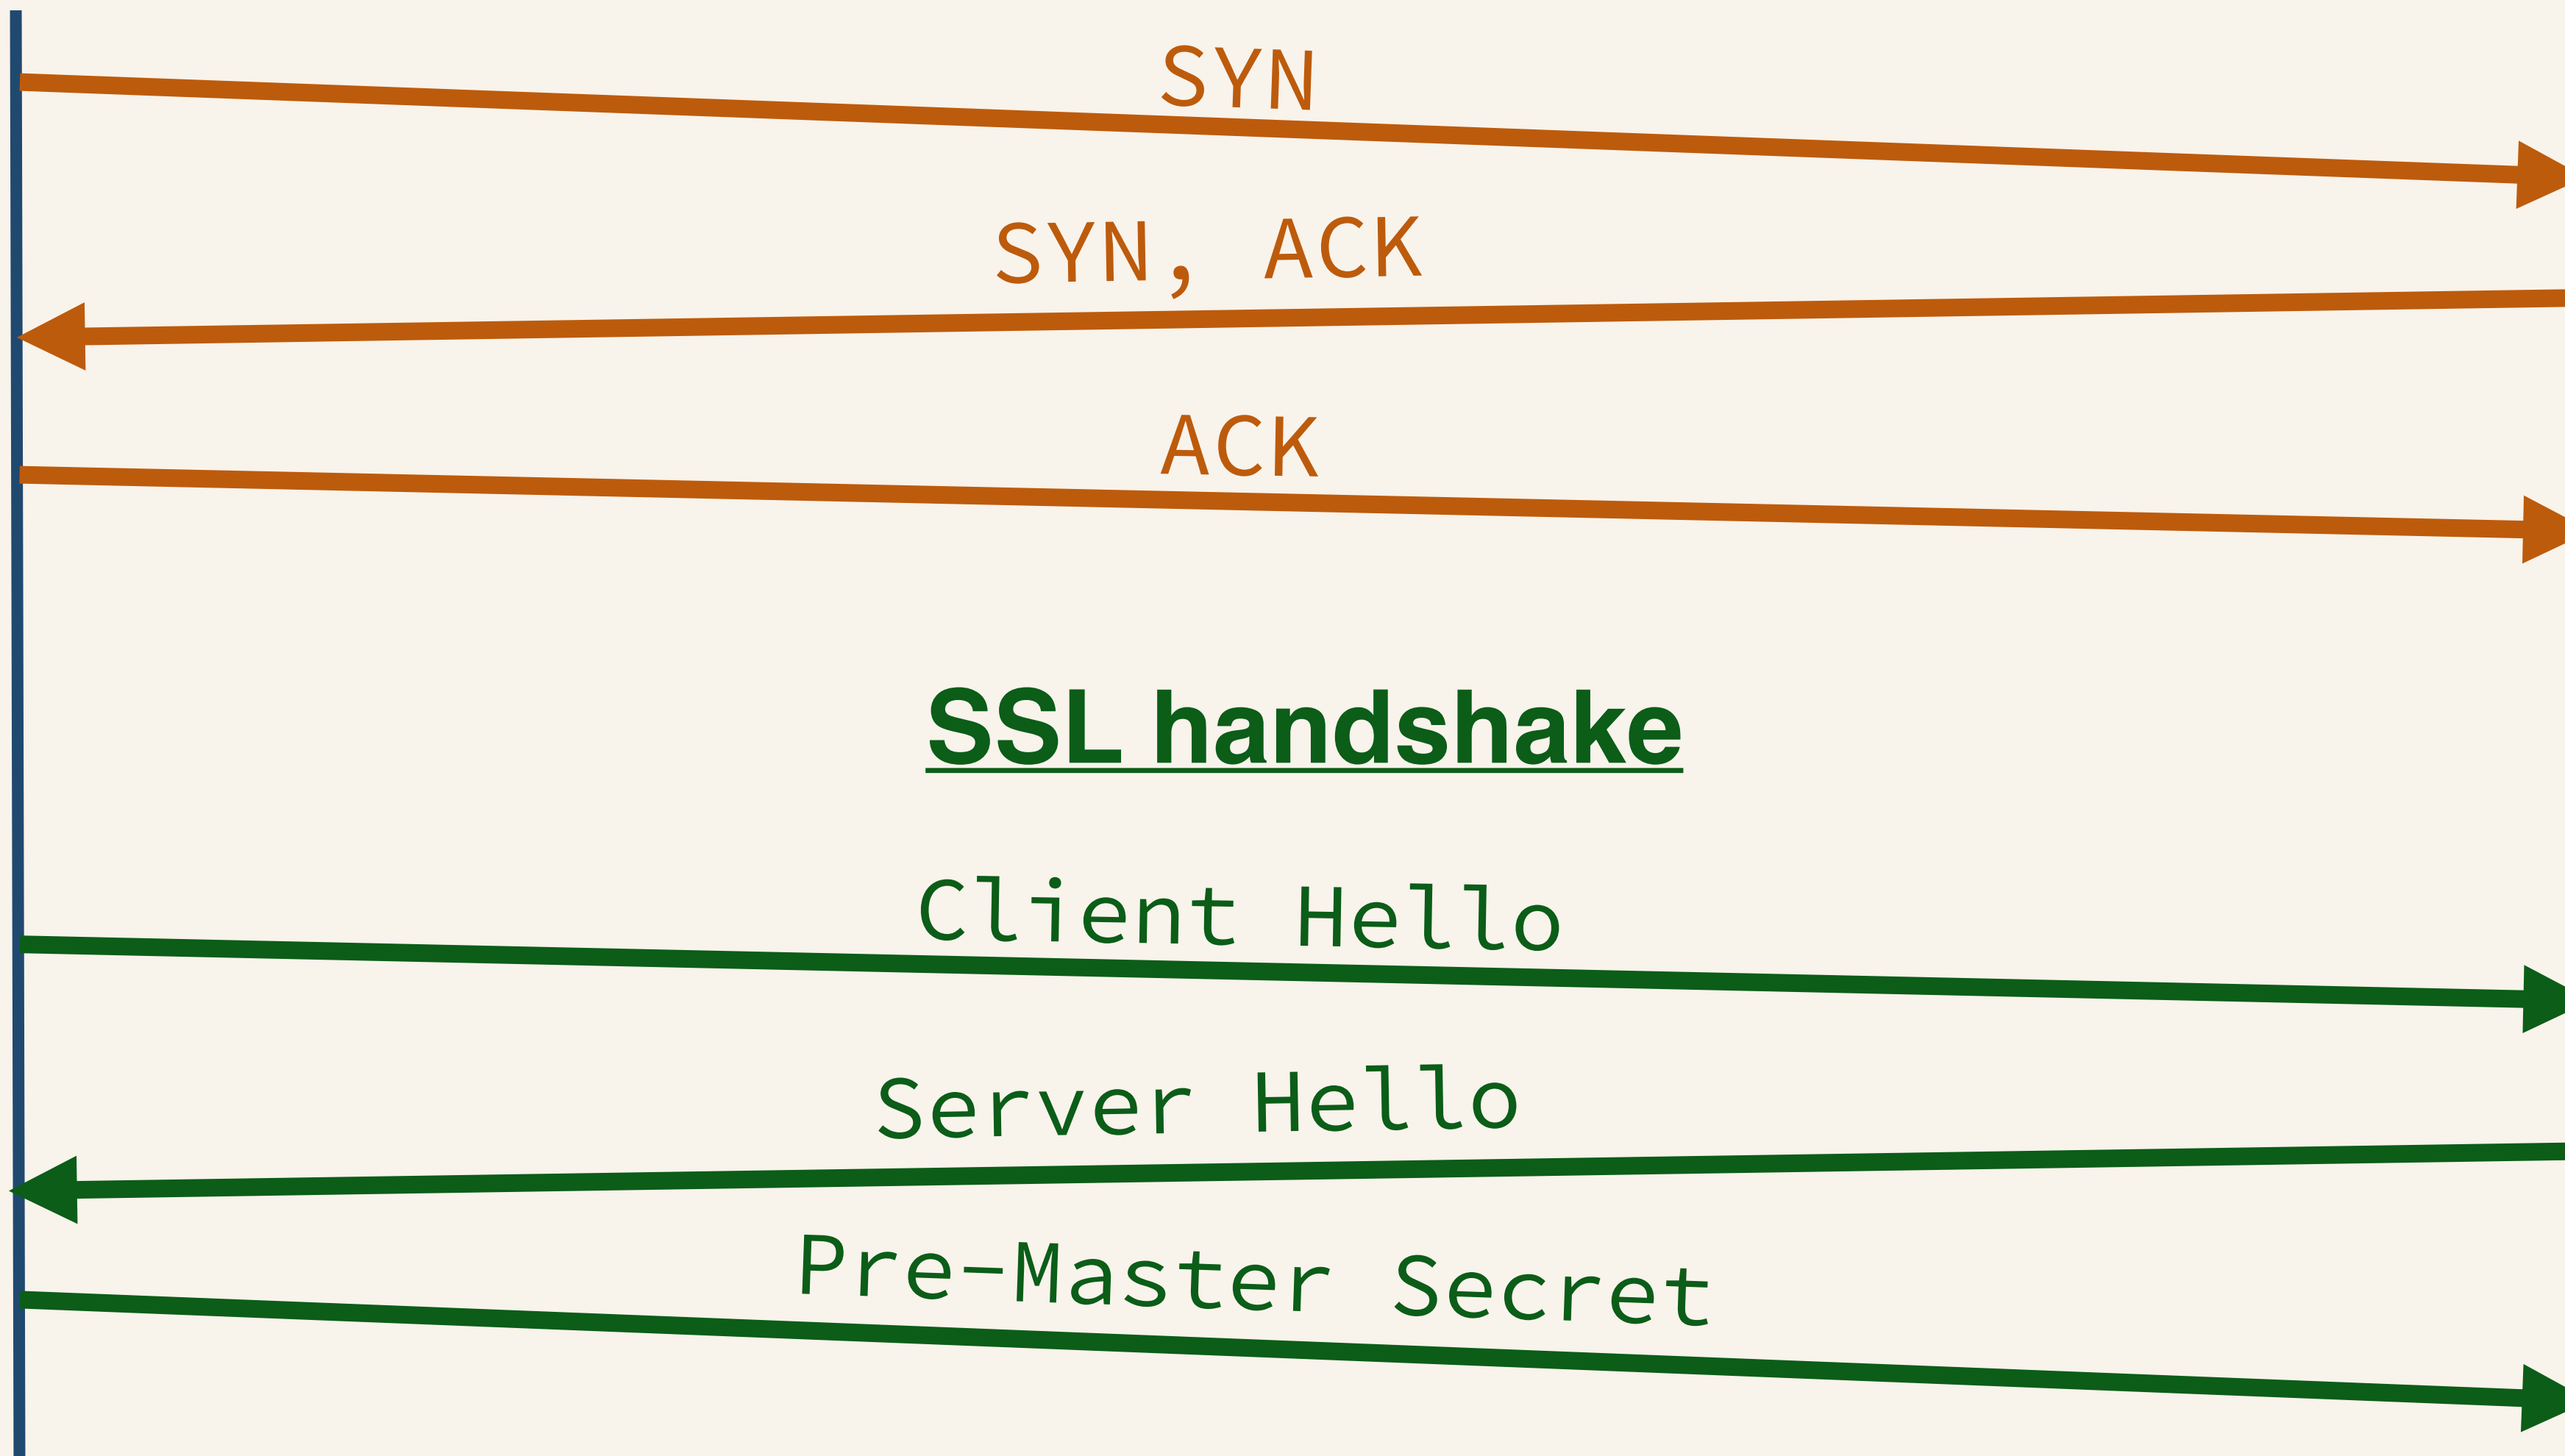 SYN
SYN, ACK
ACK
SSL handshake
Client Hello
Server Hello
Pre-Master Secret